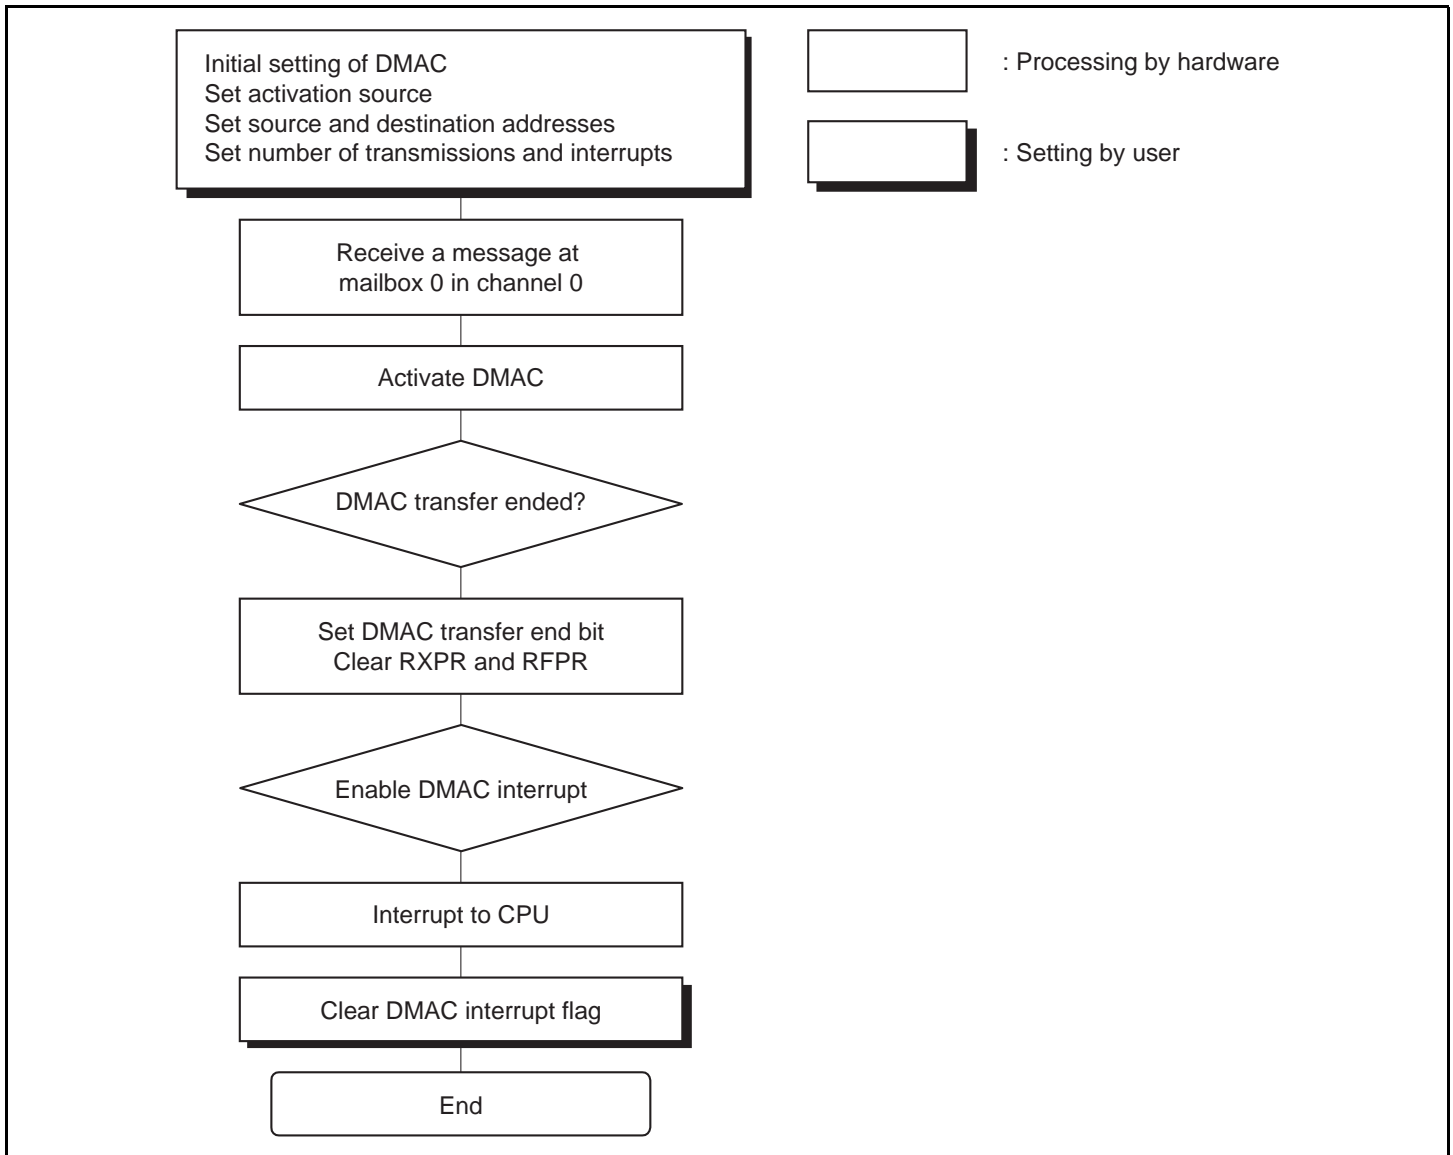 Initial setting of DMAC
Set activation source
Set source and destination addresses
Set number of transmissions and interrupts
: Processing by hardware
: Setting by user
Receive a message at
mailbox 0 in channel 0
Activate DMAC
DMAC transfer ended?
Set DMAC transfer end bit
Clear RXPR and RFPR
Enable DMAC interrupt
Interrupt to CPU
Clear DMAC interrupt flag
End